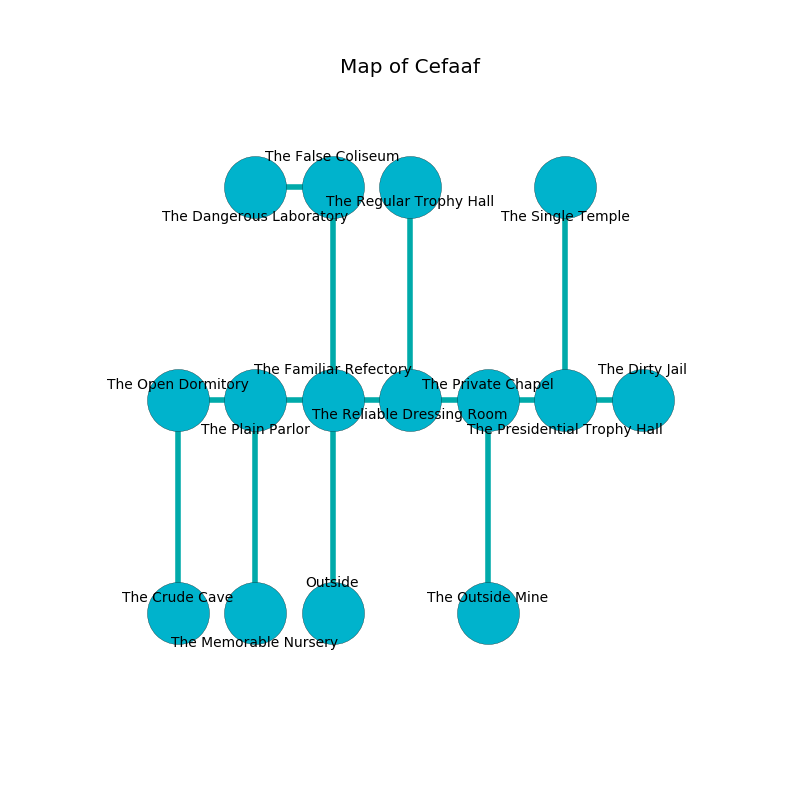 Map of Cefaaf
The False Coliseum
The Regular Trophy Hall
The Dangerous Laboratory
The Single Temple
The Familiar Refectory
The Dirty Jail
The Open Dormitory
The Private Chapel
The Reliable Dressing Room
The Plain Parlor
The Presidential Trophy Hall
Outside
The Crude Cave
The Outside Mine
The Memorable Nursery